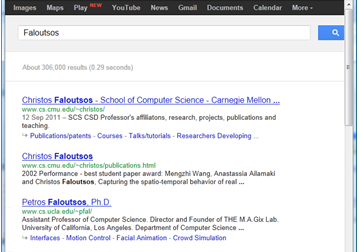 Images Maps Play NEW YouTube News Gmail Documents Calendar More
Faloutsos
About 306,000 results (0.29 seconds)
Christos Faloutsos - School of Computer Science - Carnegie Mellon ...
www.cs.cmu.edu/~christos/
12 Sep 2011 – SCS CSD Professor's affiliatons, research, projects, publications and
teaching.
Publications/patents - Courses - Talks/tutorials - Researchers Developing ...
Christos Faloutsos
www.cs.cmu.edu/~christos/publications.html
2002 Performance - best student paper award: Mengzhi Wang, Anastassia Ailamaki
and Christos Faloutsos, Capturing the spatio-temporal behavior of real ...
Petros Faloutsos, Ph.D.
www.cs.ucla.edu/~pfal/
Assistant Professor of Computer Science. Director and Founder of THE M.A.Gix Lab.
University of California, Los Angeles. Department of Computer Science ...
Interfaces - Motion Control - Facial Animation - Crowd Simulation